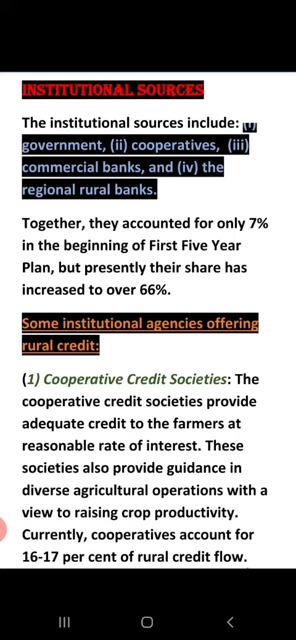 INSTITUTIONAL SOURCES
The institutional sources include: (i)
government, (ii) cooperatives, (iii)
commercial banks, and (iv) the
regional rural banks.
Together, they accounted for only 7%
in the beginning of First Five Year
Plan, but presently their share has
increased to over 66%.
Some institutional agencies offering
rural credit:
(1) Cooperative Credit Societies: The
cooperative credit societies provide
adequate credit to the farmers at
reasonable rate of interest. These
societies also provide guidance in
diverse agricultural operations with a
view to raising crop productivity.
Currently, cooperatives account for
16-17 per cent of rural credit flow.